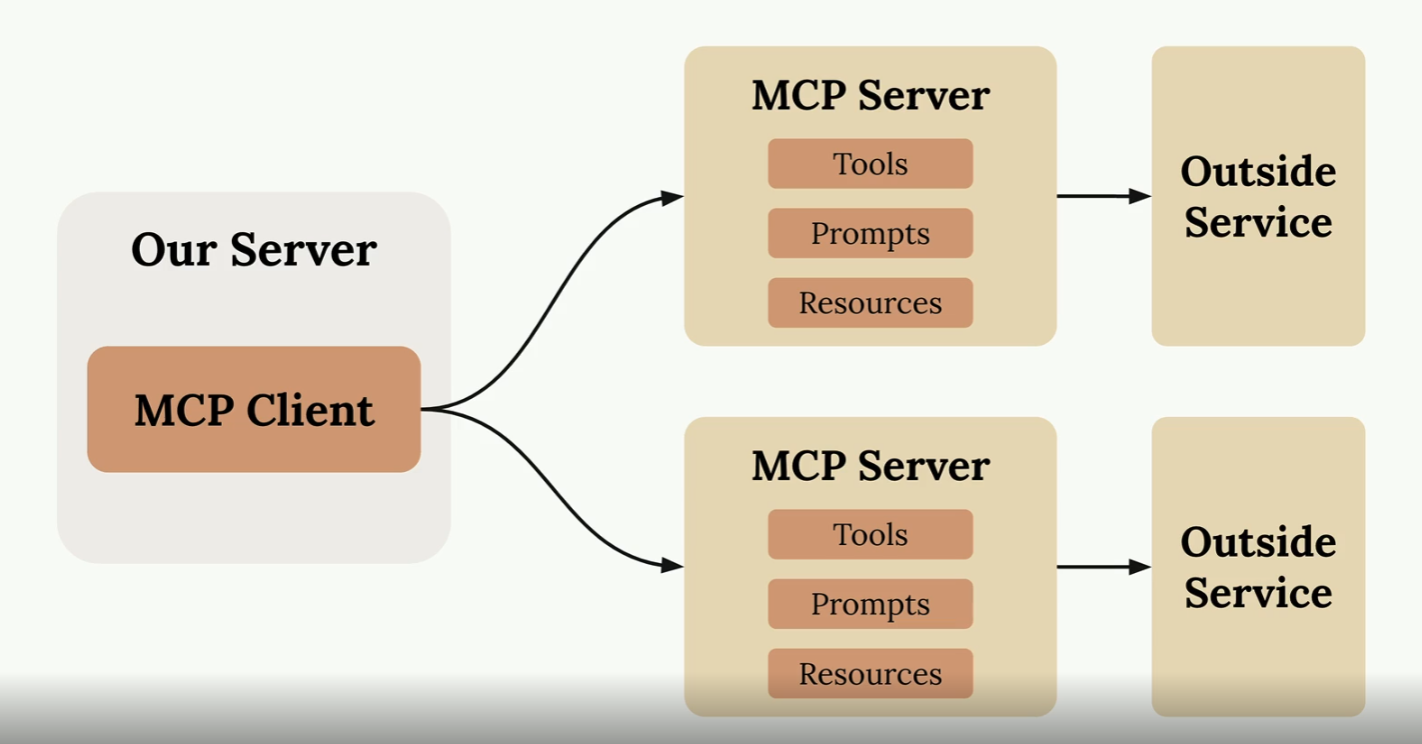 Our Server
MCP Client
MCP Server
Tools
Prompts
Resources
Outside
Service
MCP Server
Tools
Prompts
Resources
Outside
Service